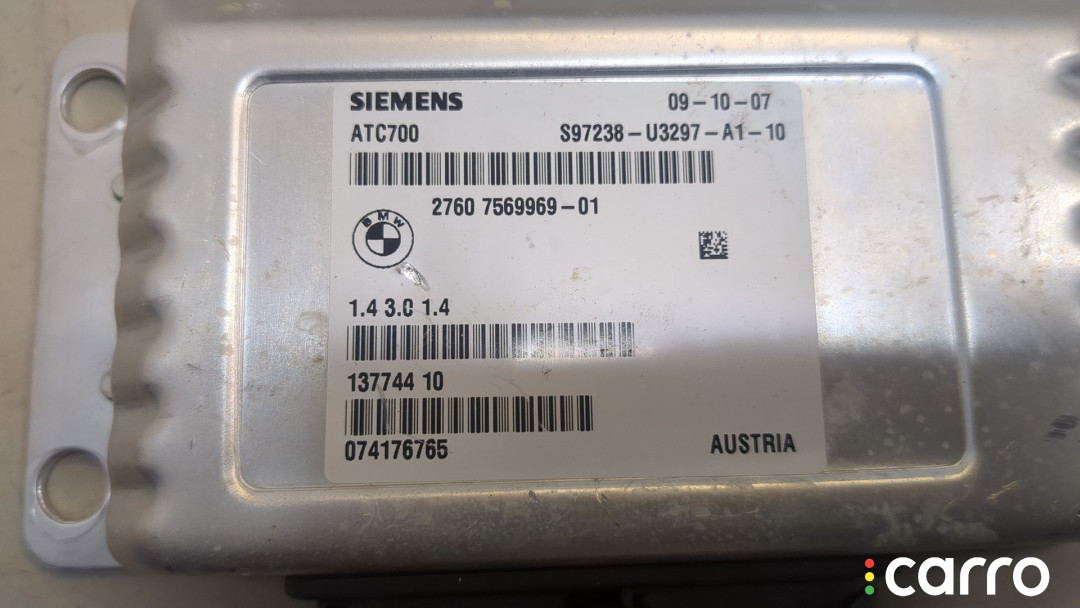 SIEMENS 09-10-07
ATC700 S97238-U3297-A1-10
2760 7569969-01
BMW
1.4 3.0 1.4
137744 10
074176765 AUSTRIA
carro